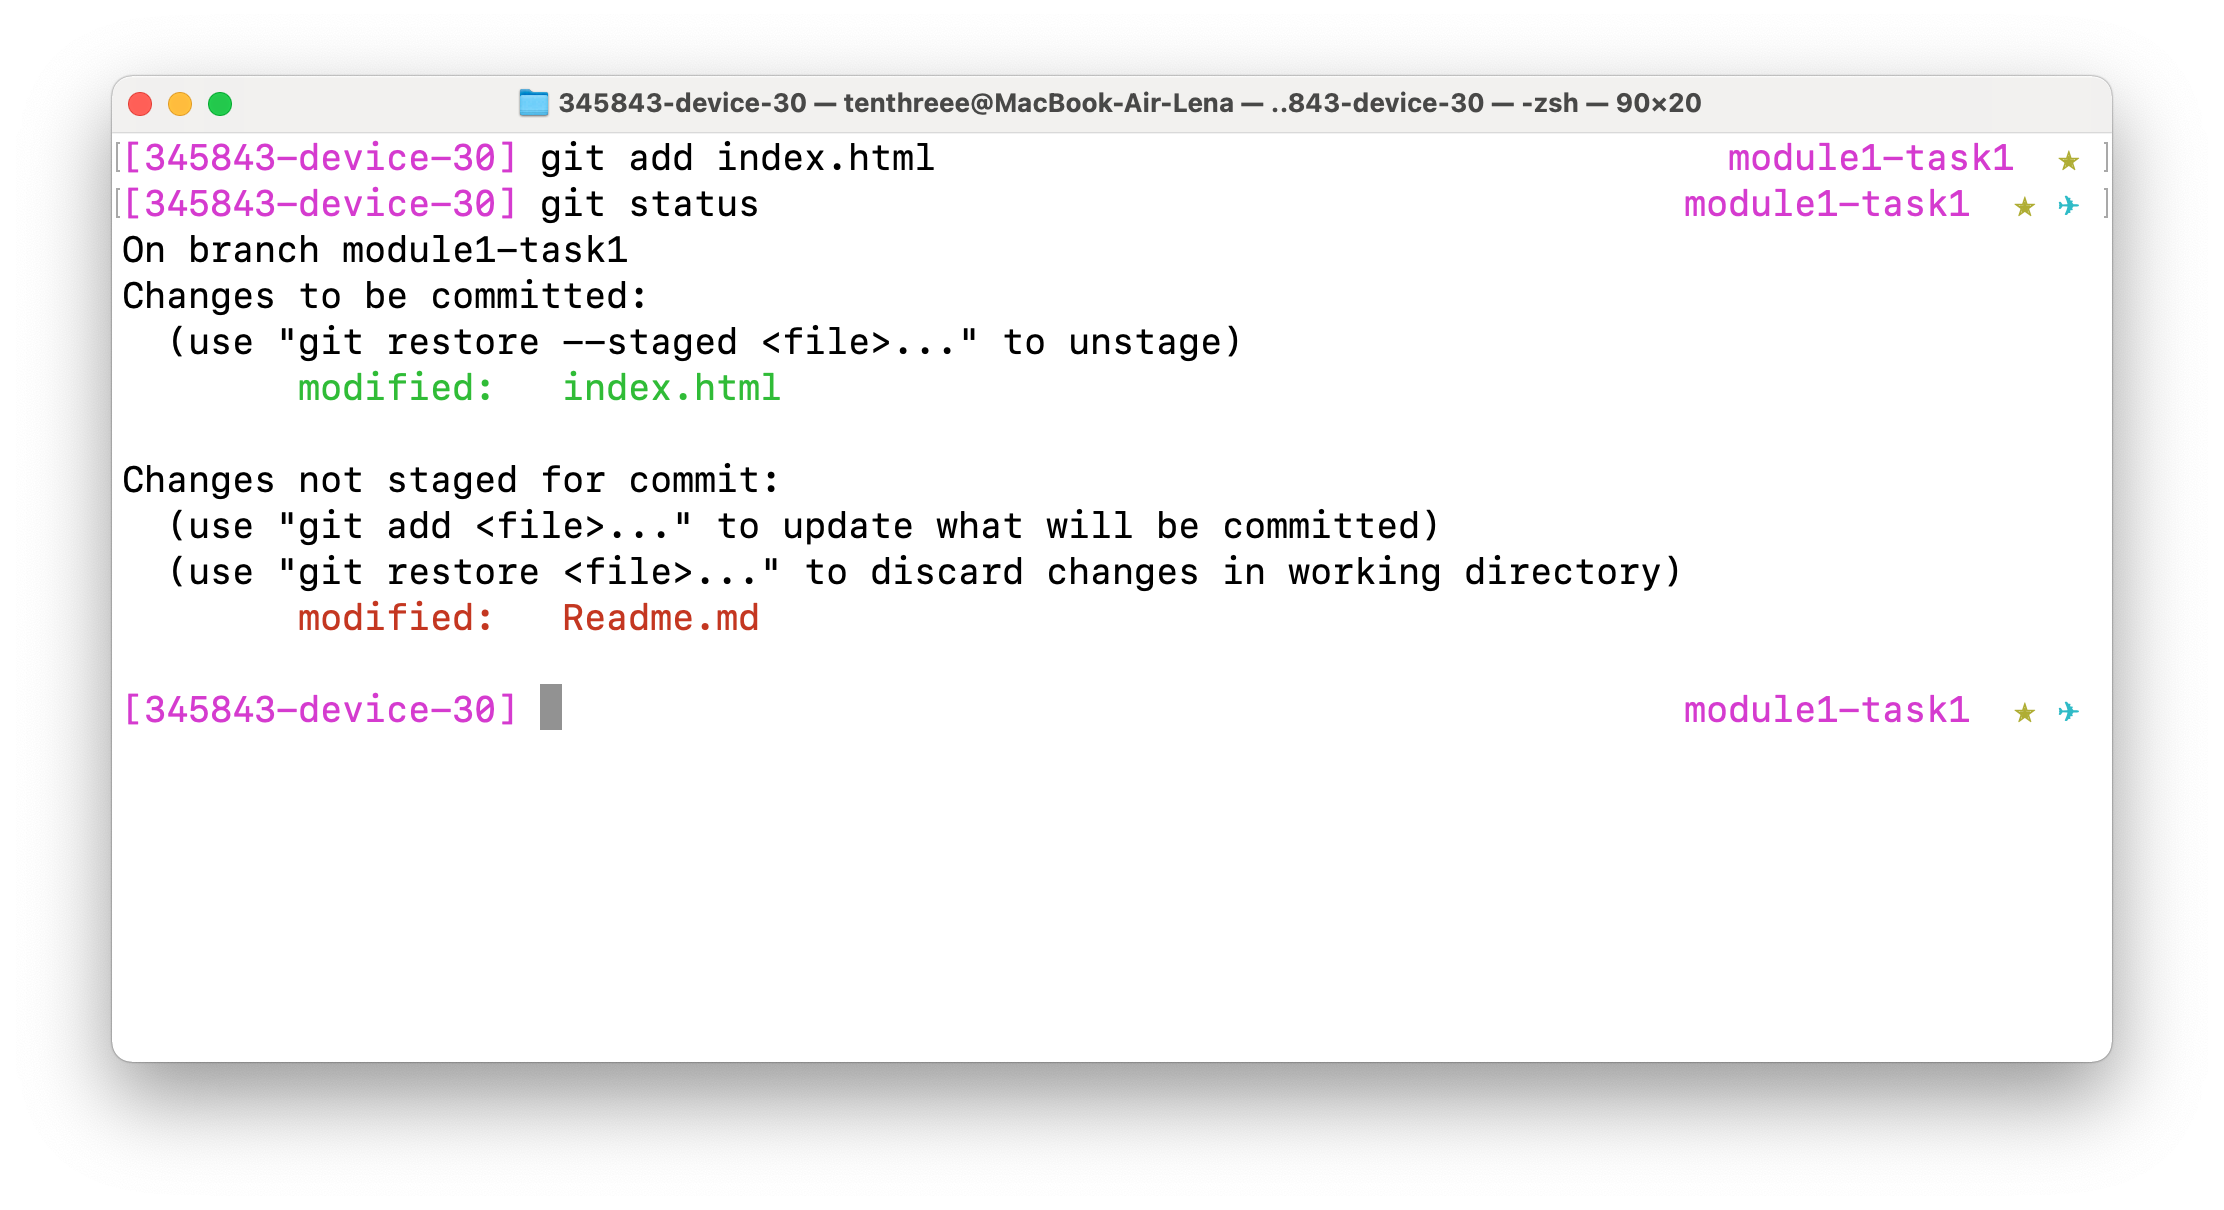 345843-device-30 — tenthreee@MacBook-Air-Lena — ..843-device-30 — -zsh — 90×20
[[345843-device-30] git add index.html module1-task1 ★ ]
[[345843-device-30] git status module1-task1 ★ ✈ ]
On branch module1-task1
Changes to be committed:
  (use "git restore --staged <file>..." to unstage)
        modified:   index.html
Changes not staged for commit:
  (use "git add <file>..." to update what will be committed)
  (use "git restore <file>..." to discard changes in working directory)
        modified:   Readme.md
[345843-device-30] module1-task1 ★ ✈